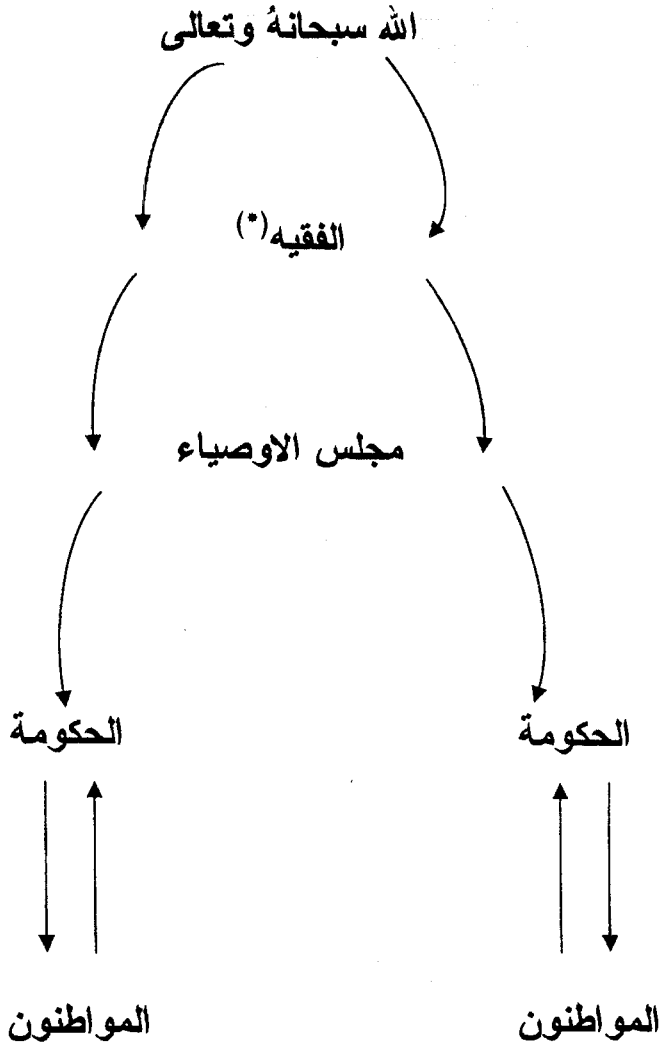 الله سبحانهُ وتعالى
الفقيه(*)
مجلس الاوصياء
الحكومة
الحكومة
المواطنون
المواطنون